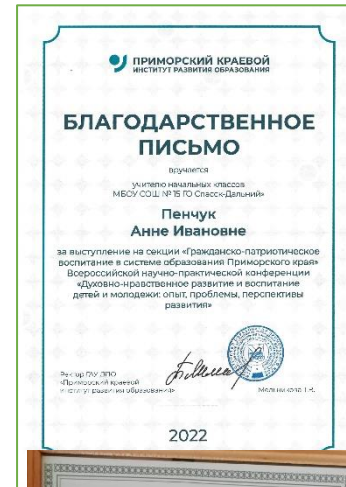 ПРИМОРСКИЙ КРАЕВОЙ
ИНСТИТУТ РАЗВИТИЯ ОБРАЗОВАНИЯ
БЛАГОДАРСТВЕННОЕ
ПИСЬМО
вручается
учителю начальных классов
МБОУ СОШ № 15 ГО Спасск-Дальний»
Пенчук
Анне Ивановне
за выступление на секции «Гражданско-патриотическое
воспитание в системе образования Приморского края»
Всероссийской научно-практической конференции
«Духовно-нравственное развитие и воспитание
детей и молодежи: опыт, проблемы, перспективы
развития»
Ректор ГАУ ДПО
«Приморский краевой
институт развития образования»
Мельникова Т.В.
2022